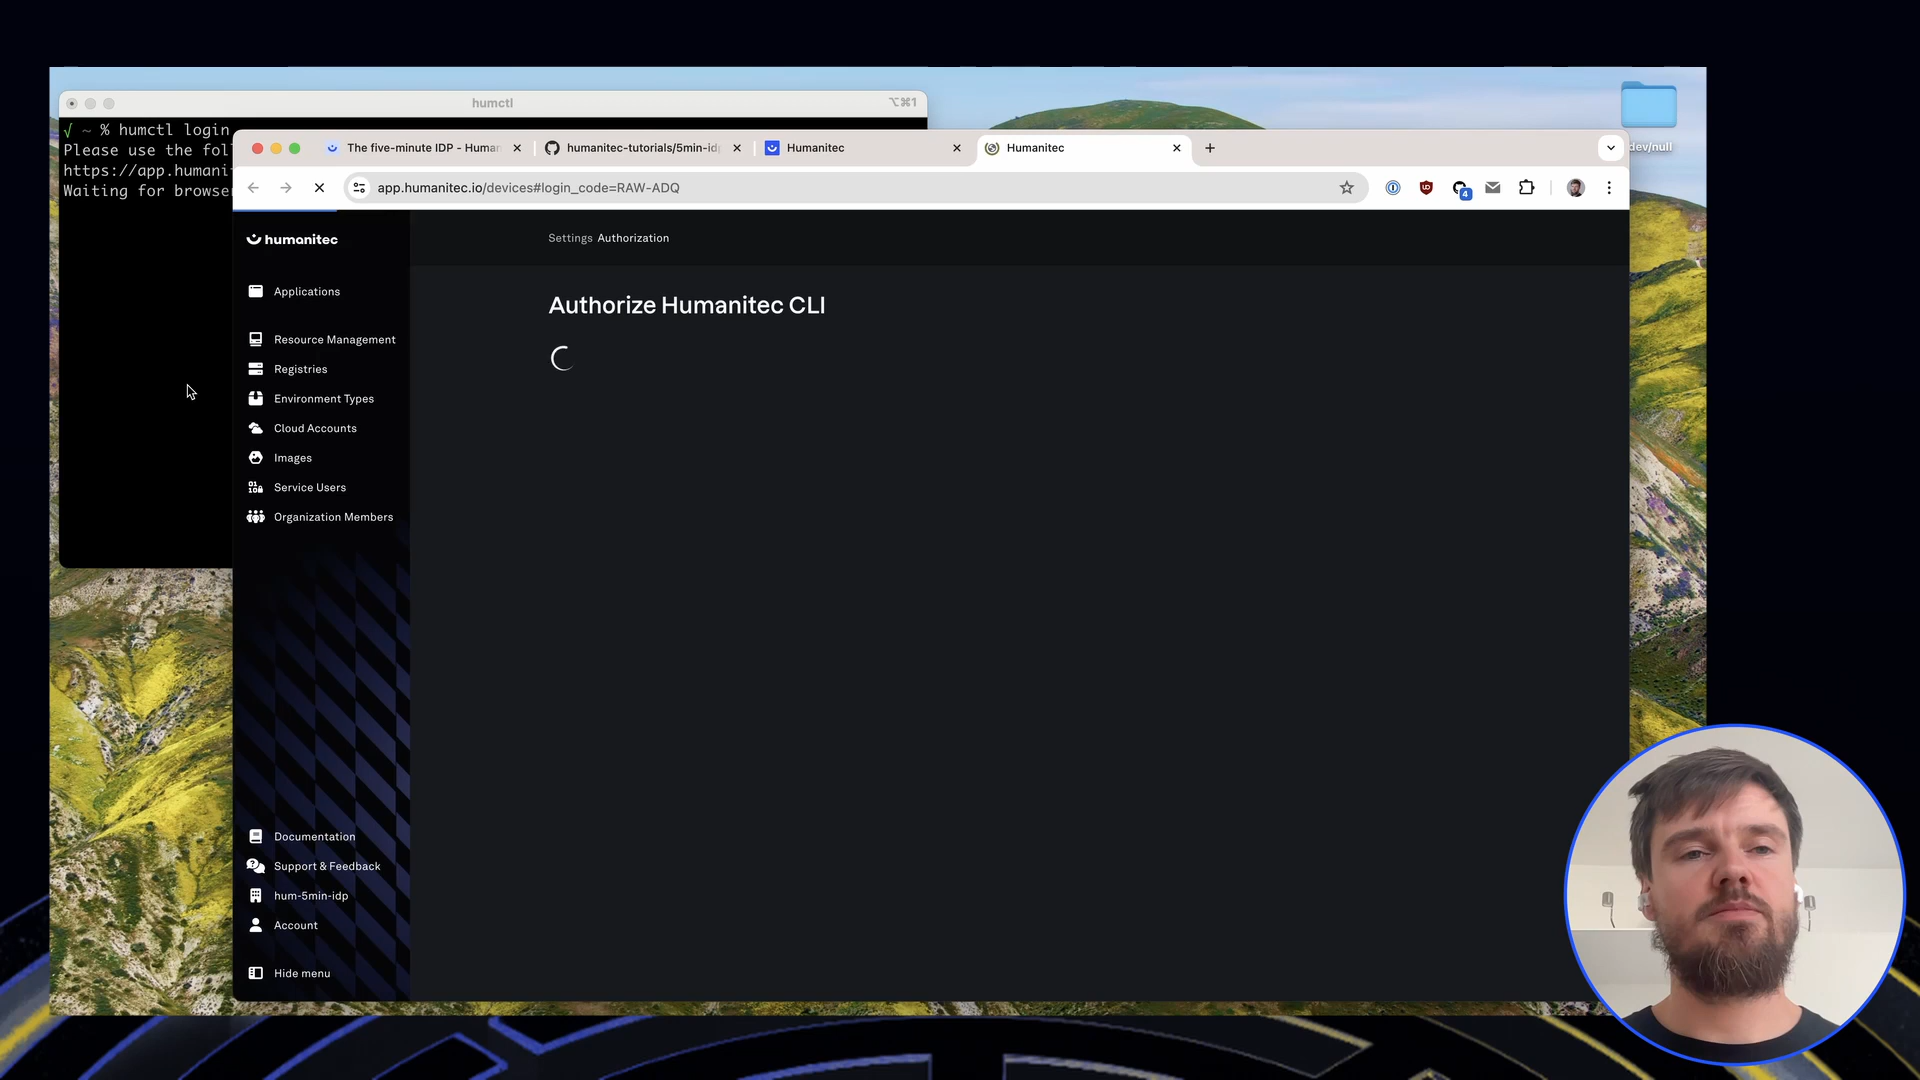 humctl
⌥⌘1
√ ~ % humctl login
Please use the fol
https://app.humani
Waiting for browse
dev/null
The five-minute IDP - Human
humanitec-tutorials/5min-id
Humanitec
Humanitec
app.humanitec.io/devices#login_code=RAW-ADQ
4
humanitec
Settings Authorization
Applications
Authorize Humanitec CLI
Resource Management
Registries
Environment Types
Cloud Accounts
Images
Service Users
Organization Members
Documentation
Support & Feedback
hum-5min-idp
Account
Hide menu